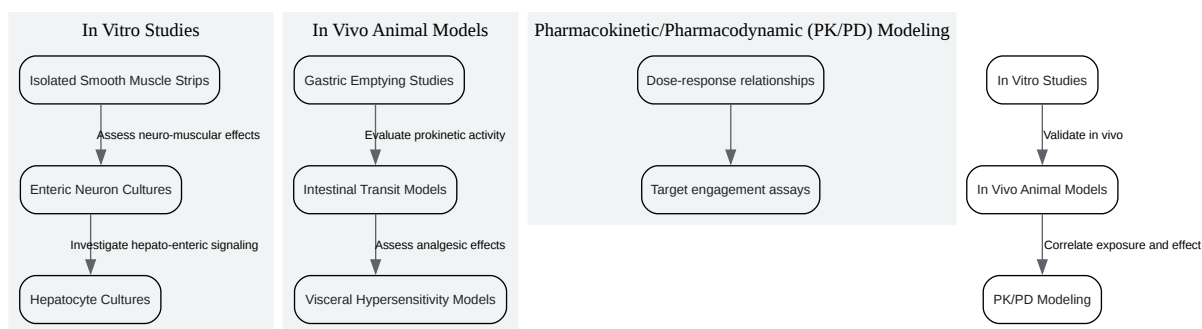 In Vitro Studies
Isolated Smooth Muscle Strips
Assess neuro-muscular effects
Enteric Neuron Cultures
Investigate hepato-enteric signaling
Hepatocyte Cultures
In Vivo Animal Models
Gastric Emptying Studies
Evaluate prokinetic activity
Intestinal Transit Models
Assess analgesic effects
Visceral Hypersensitivity Models
Pharmacokinetic/Pharmacodynamic (PK/PD) Modeling
Dose-response relationships
Target engagement assays
In Vitro Studies
Validate in vivo
In Vivo Animal Models
Correlate exposure and effect
PK/PD Modeling